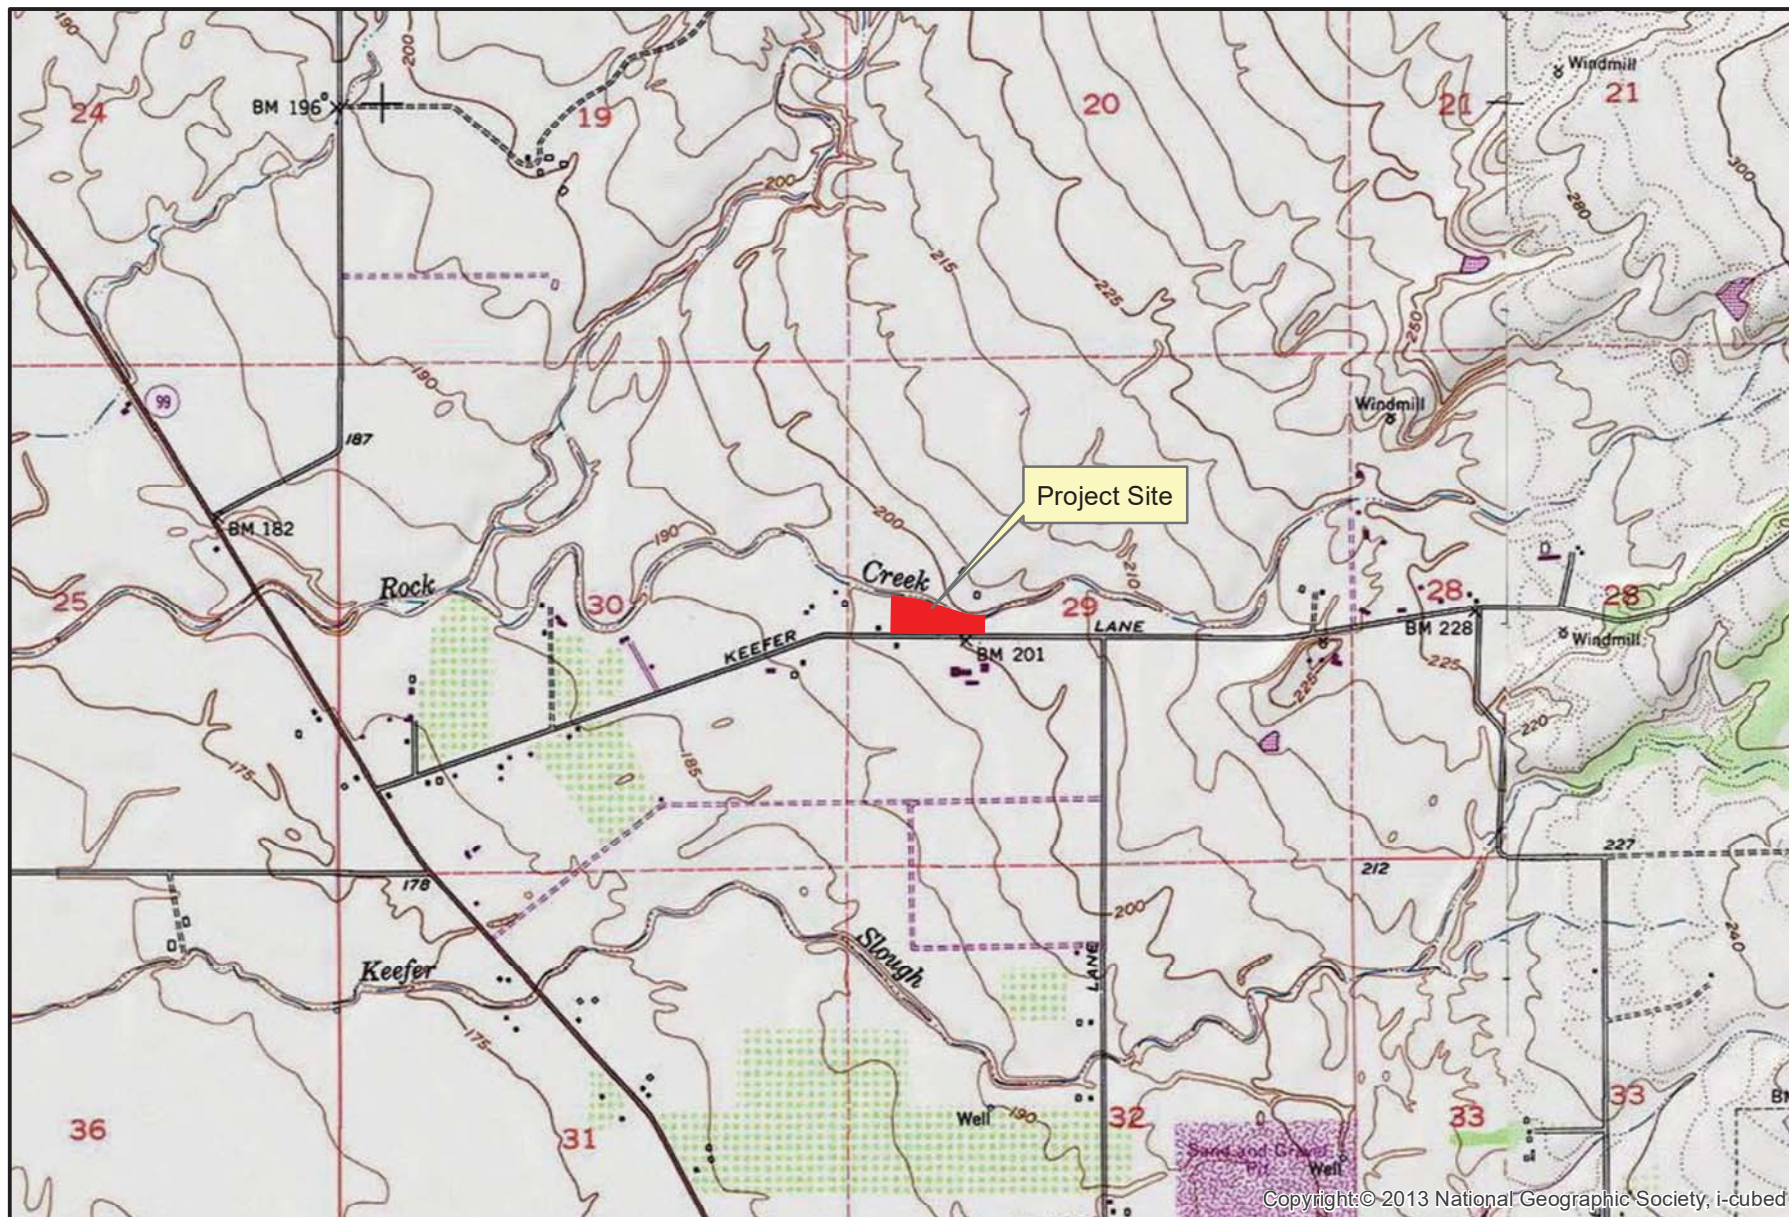 190
200
Windmill
24
BM 196
19
20
21
21
300
200
280
215
225
250
190
99
Windmill
187
Project Site
200
BM 182
190
Creek
210
Rock
25
30
29
28
28
LANE
KEEFER
BM 228
Windmill
BM 201
225
225
220
175
185
178
212
227
200
240
Slough
Keefer
LANE
175
190
Well
36
31
32
33
33
BM
Sand and Gravel
Pit
Well
Copyright:© 2013 National Geographic Society, i-cubed